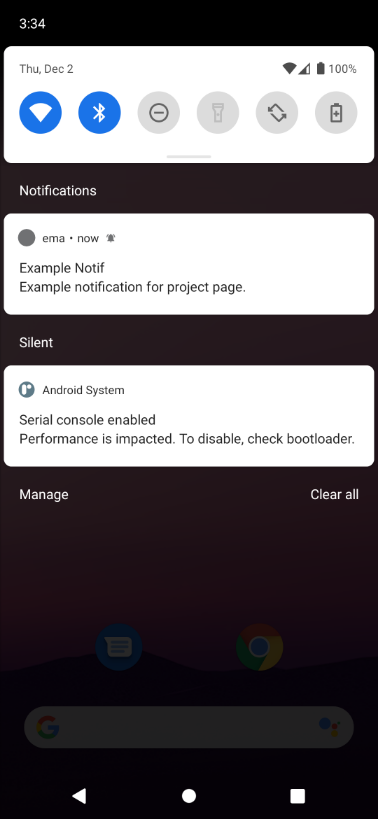 3:34
Thu, Dec 2 100%
Notifications
ema • now
Example Notif
Example notification for project page.
Silent
Android System
Serial console enabled
Performance is impacted. To disable, check bootloader.
Manage Clear all